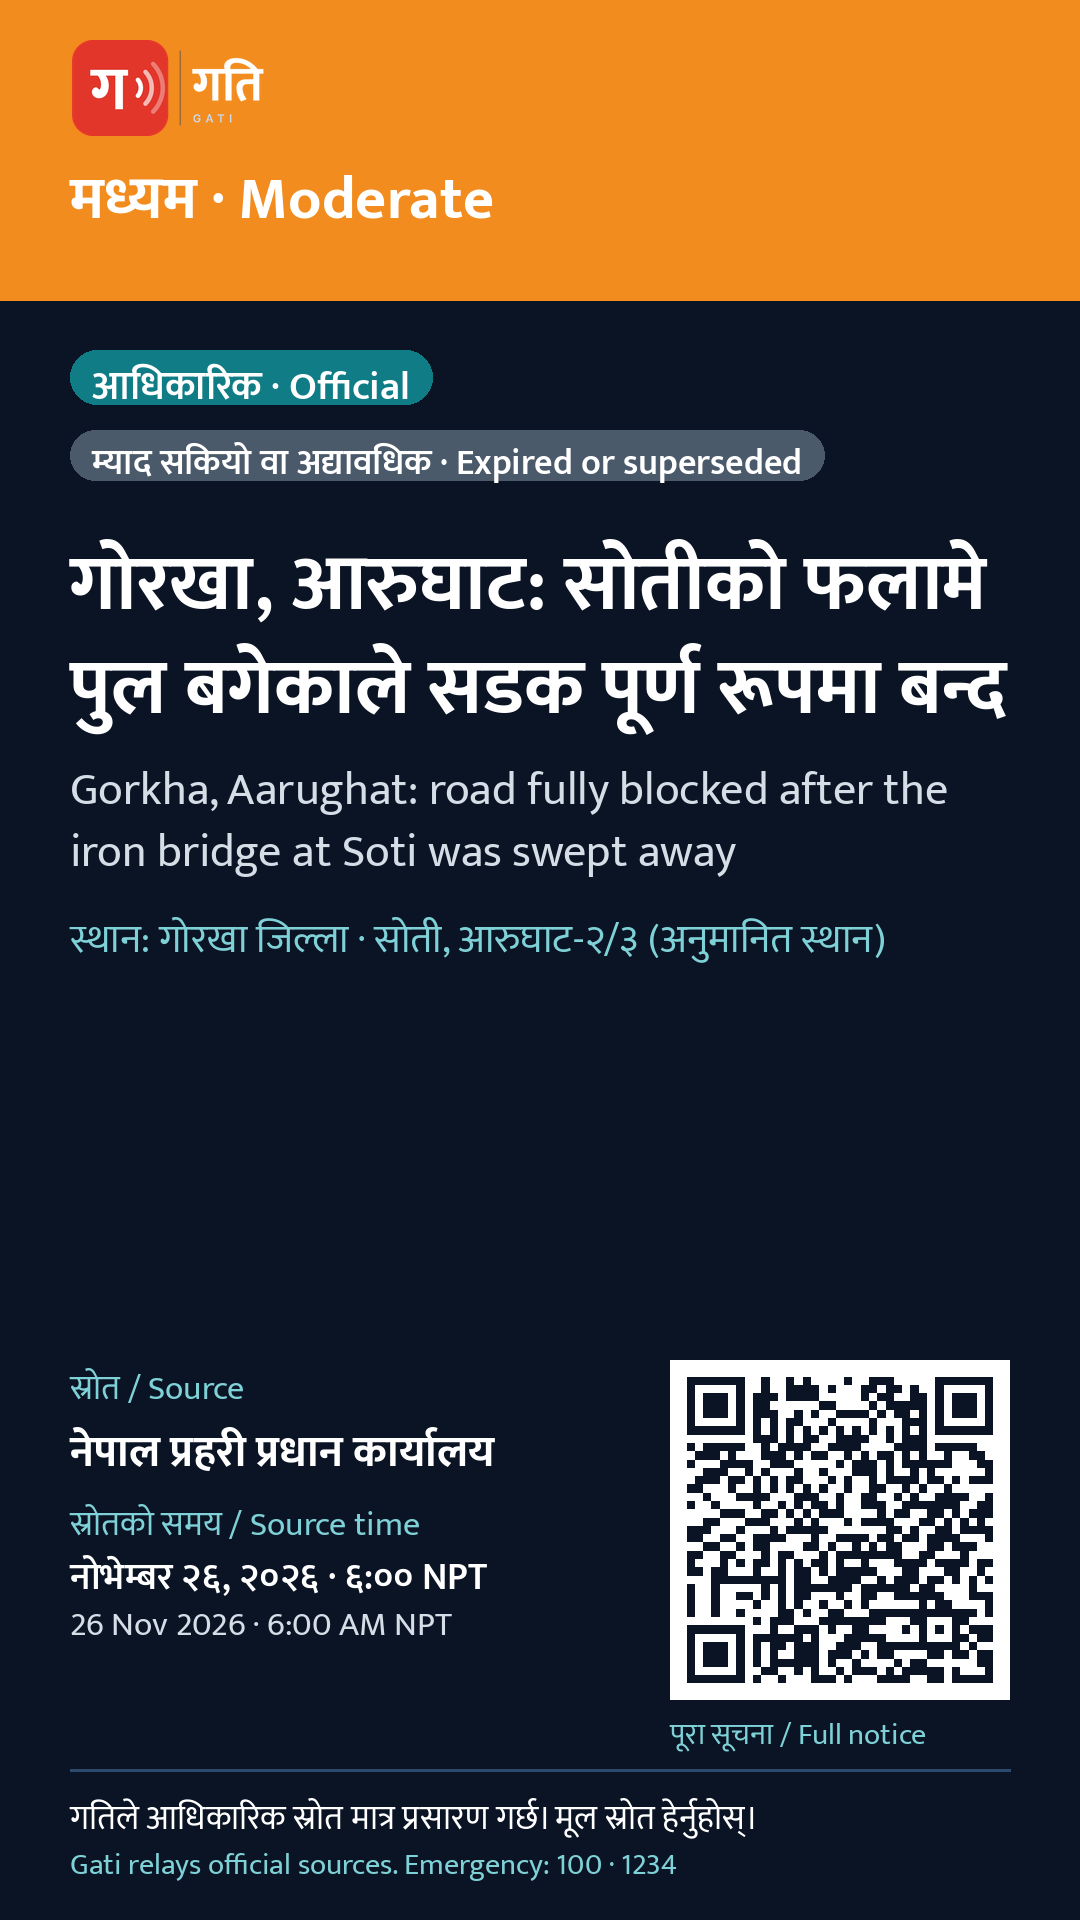 ग
गति
GATI
मध्यम · Moderate
आधिकारिक · Official
म्याद सकियो वा अद्यावधिक · Expired or superseded
गोरखा, आरुघाट: सोतीको फलामे
पुल बगेकाले सडक पूर्ण रूपमा बन्द
Gorkha, Aarughat: road fully blocked after the
iron bridge at Soti was swept away
स्थान: गोरखा जिल्ला · सोती, आरुघाट-२/३ (अनुमानित स्थान)
स्रोत / Source
नेपाल प्रहरी प्रधान कार्यालय
स्रोतको समय / Source time
नोभेम्बर २६, २०२६ · ६:०० NPT
26 Nov 2026 · 6:00 AM NPT
पूरा सूचना / Full notice
गतिले आधिकारिक स्रोत मात्र प्रसारण गर्छ। मूल स्रोत हेर्नुहोस्।
Gati relays official sources. Emergency: 100 · 1234